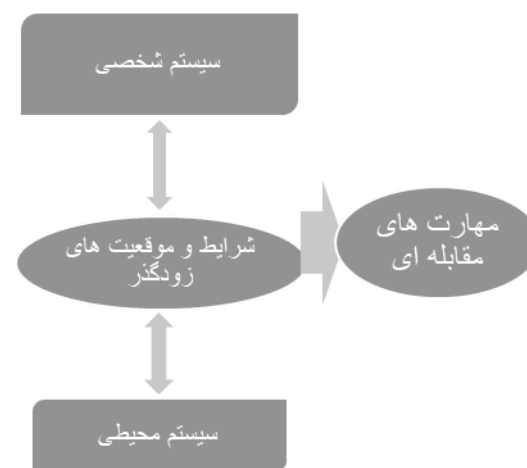 سیستم شخصی
شرایط و موقعیت های
زودگذر
مهارت های
مقابله ای
سیستم محیطی